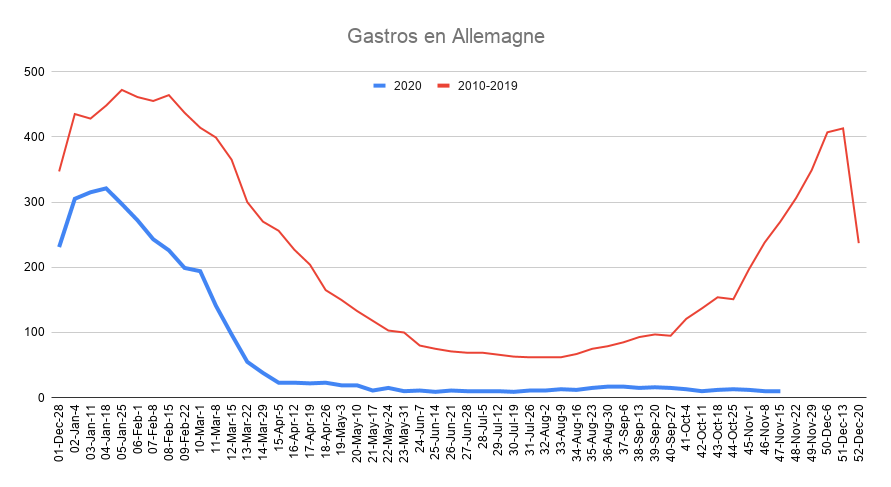 Gastros en Allemagne
2020
2010-2019
500
400
300
200
100
0
01-Dec-28
02-Jan-4
03-Jan-11
04-Jan-18
05-Jan-25
06-Feb-1
07-Feb-8
08-Feb-15
09-Feb-22
10-Mar-1
11-Mar-8
12-Mar-15
13-Mar-22
14-Mar-29
15-Apr-5
16-Apr-12
17-Apr-19
18-Apr-26
19-May-3
20-May-10
21-May-17
22-May-24
23-May-31
24-Jun-7
25-Jun-14
26-Jun-21
27-Jun-28
28-Jul-5
29-Jul-12
30-Jul-19
31-Jul-26
32-Aug-2
33-Aug-9
34-Aug-16
35-Aug-23
36-Aug-30
37-Sep-6
38-Sep-13
39-Sep-20
40-Sep-27
41-Oct-4
42-Oct-11
43-Oct-18
44-Oct-25
45-Nov-1
46-Nov-8
47-Nov-15
48-Nov-22
49-Nov-29
50-Dec-6
51-Dec-13
52-Dec-20